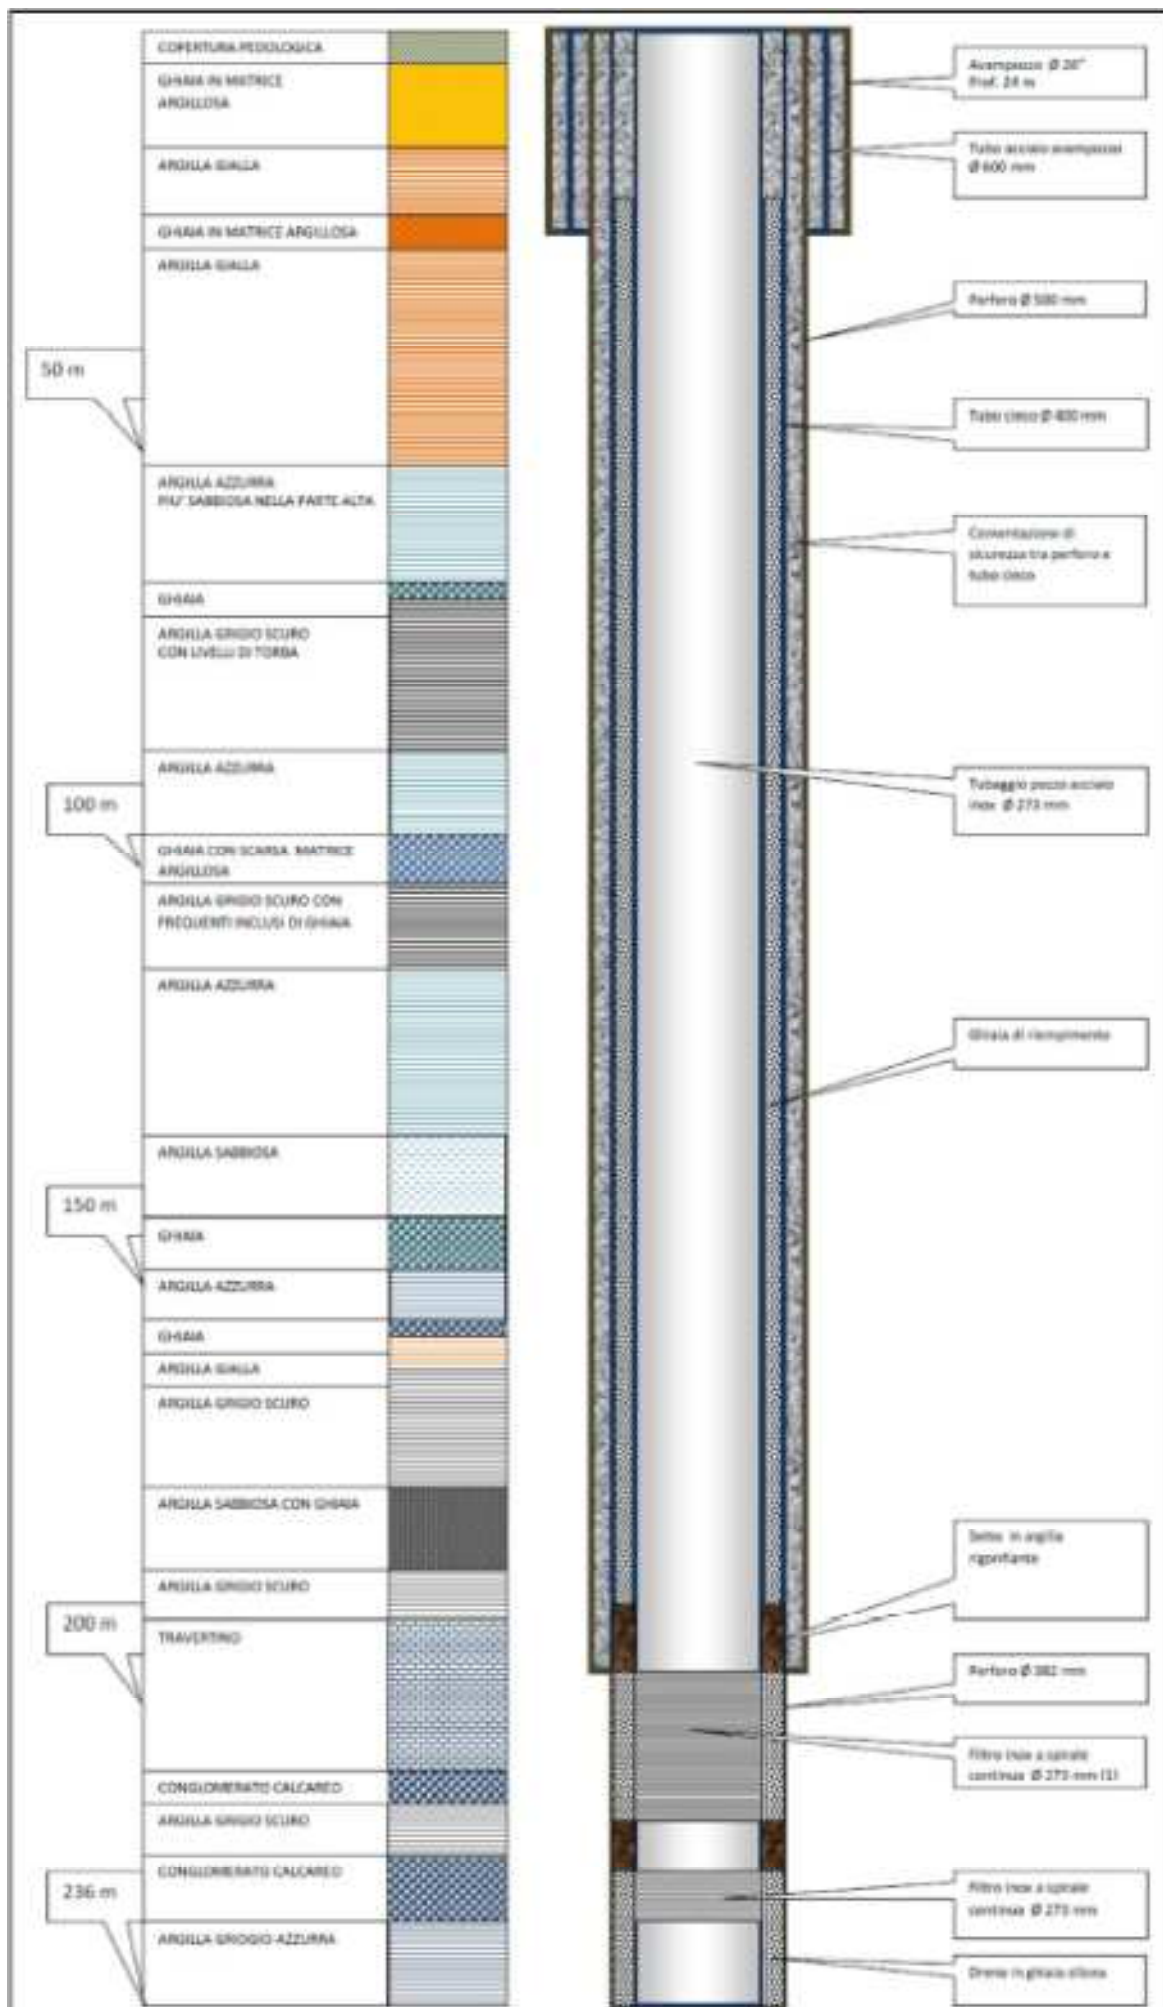 COPERTURA PEDOLOGICA
GHIAIA IN MATRICE
ARGILLOSA
ARGILLA GIALLA
GHIAIA IN MATRICE ARGILLOSA
ARGILLA GIALLA
50 m
ARGILLA AZZURRA
PIU' SABBIOSA NELLA PARTE ALTA
GHIAIA
ARGILLA GRIGIO SCURO
CON LIVELLI DI TORBA
ARGILLA AZZURRA
100 m
GHIAIA CON SCARSA MATRICE
ARGILLOSA
ARGILLA GRIGIO SCURO CON
FREQUENTI INCLUSI DI GHIAIA
ARGILLA AZZURRA
ARGILLA SABBIOSA
150 m
GHIAIA
ARGILLA AZZURRA
GHIAIA
ARGILLA GIALLA
ARGILLA GRIGIO SCURO
ARGILLA SABBIOSA CON GHIAIA
ARGILLA GRIGIO SCURO
200 m
TRAVERTINO
CONGLOMERATO CALCAREO
ARGILLA GRIGIO SCURO
CONGLOMERATO CALCAREO
236 m
ARGILLA GRIOGIO AZZURRA
Avampozzo Ø 26"
Prof. 24 m
Tubo acciaio avampozzo
Ø 600 mm
Perforo Ø 500 mm
Tubo cieco Ø 400 mm
Cementazione di
sicurezza tra perforo e
tubo cieco
Tubaggio pozzo acciaio
inox Ø 273 mm
Ghiaia di riempimento
Setto in argilla
rigonfiante
Perforo Ø 382 mm
Filtro inox a spirale
continua Ø 273 mm (1)
Filtro inox a spirale
continua Ø 273 mm
Dreno in ghiaia silicea